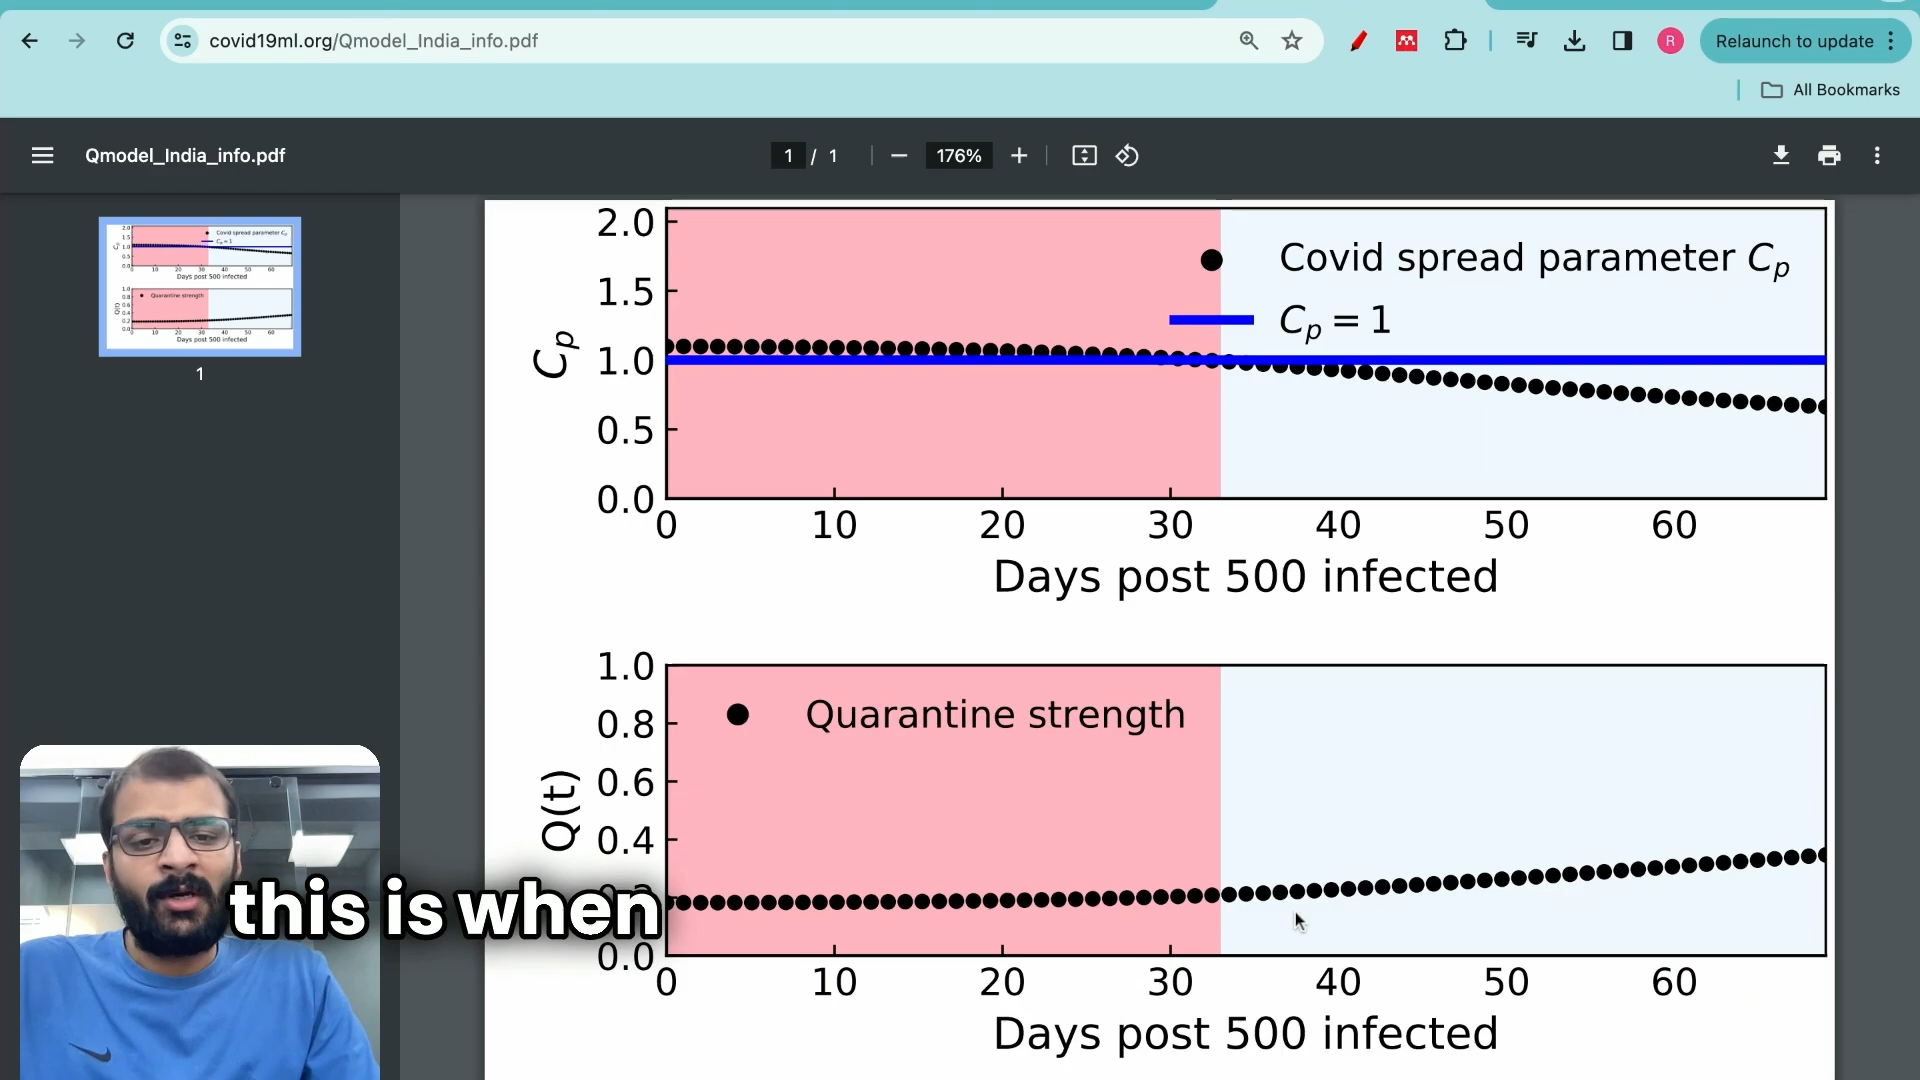 covid19ml.org/Qmodel_India_info.pdf
R
Relaunch to update
All Bookmarks
Qmodel_India_info.pdf
1 / 1
176%
2.0
1.5
1.0
0.5
0.0
Cp
Covid spread parameter Cp
Cp = 1
0 10 20 30 40 50 60
Days post 500 infected
1.0
0.8
0.6
0.4
0.0
Q(t)
Quarantine strength
0 10 20 30 40 50 60
Days post 500 infected
1
this is when